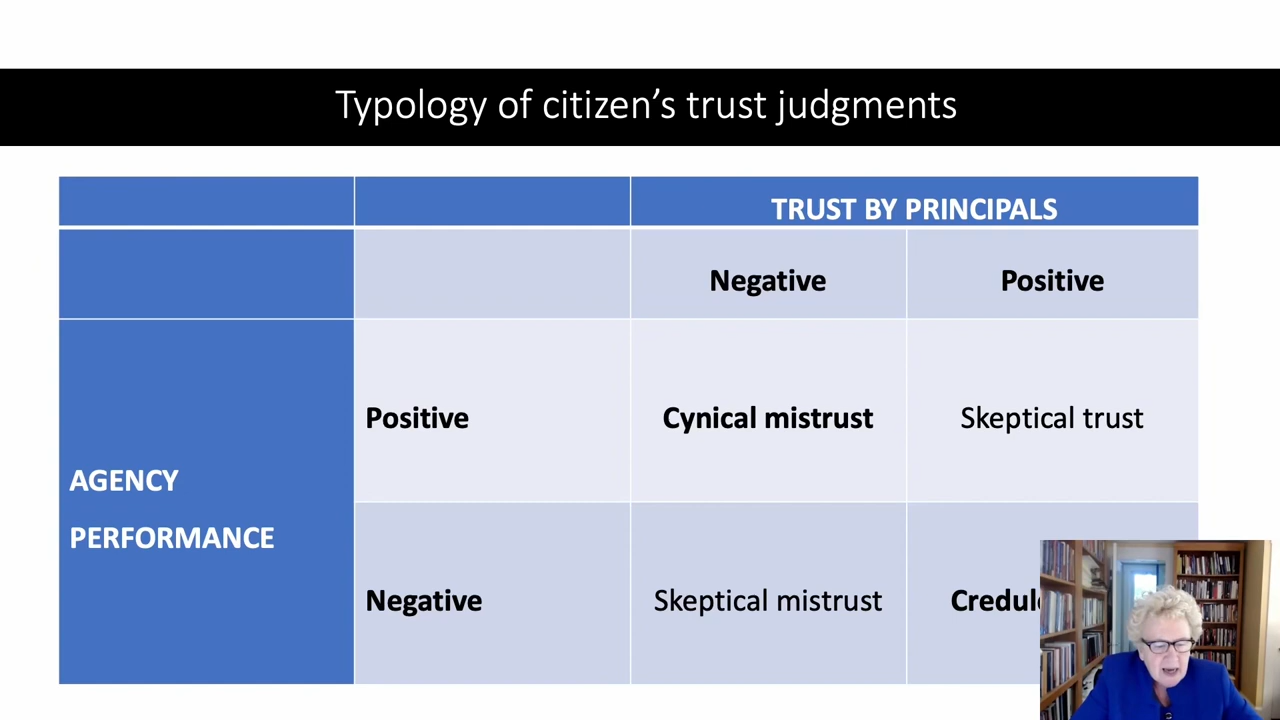 Typology of citizen’s trust judgments
TRUST BY PRINCIPALS
Negative Positive
AGENCY
PERFORMANCE
Positive Cynical mistrust Skeptical trust
Negative Skeptical mistrust